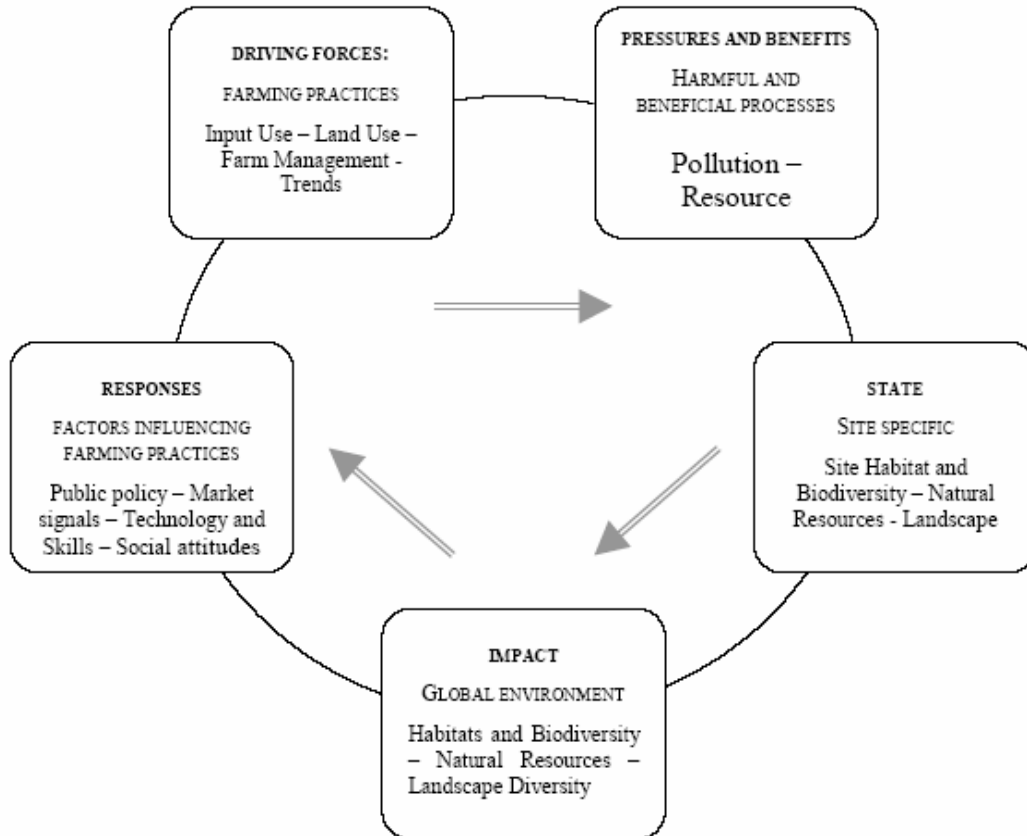 DRIVING FORCES:
FARMING PRACTICES
Input Use – Land Use –
Farm Management -
Trends
PRESSURES AND BENEFITS
HARMFUL AND
BENEFICIAL PROCESSES
Pollution –
Resource
STATE
SITE SPECIFIC
Site Habitat and
Biodiversity – Natural
Resources - Landscape
IMPACT
GLOBAL ENVIRONMENT
Habitats and Biodiversity
– Natural Resources –
Landscape Diversity
RESPONSES
FACTORS INFLUENCING
FARMING PRACTICES
Public policy – Market
signals – Technology and
Skills – Social attitudes